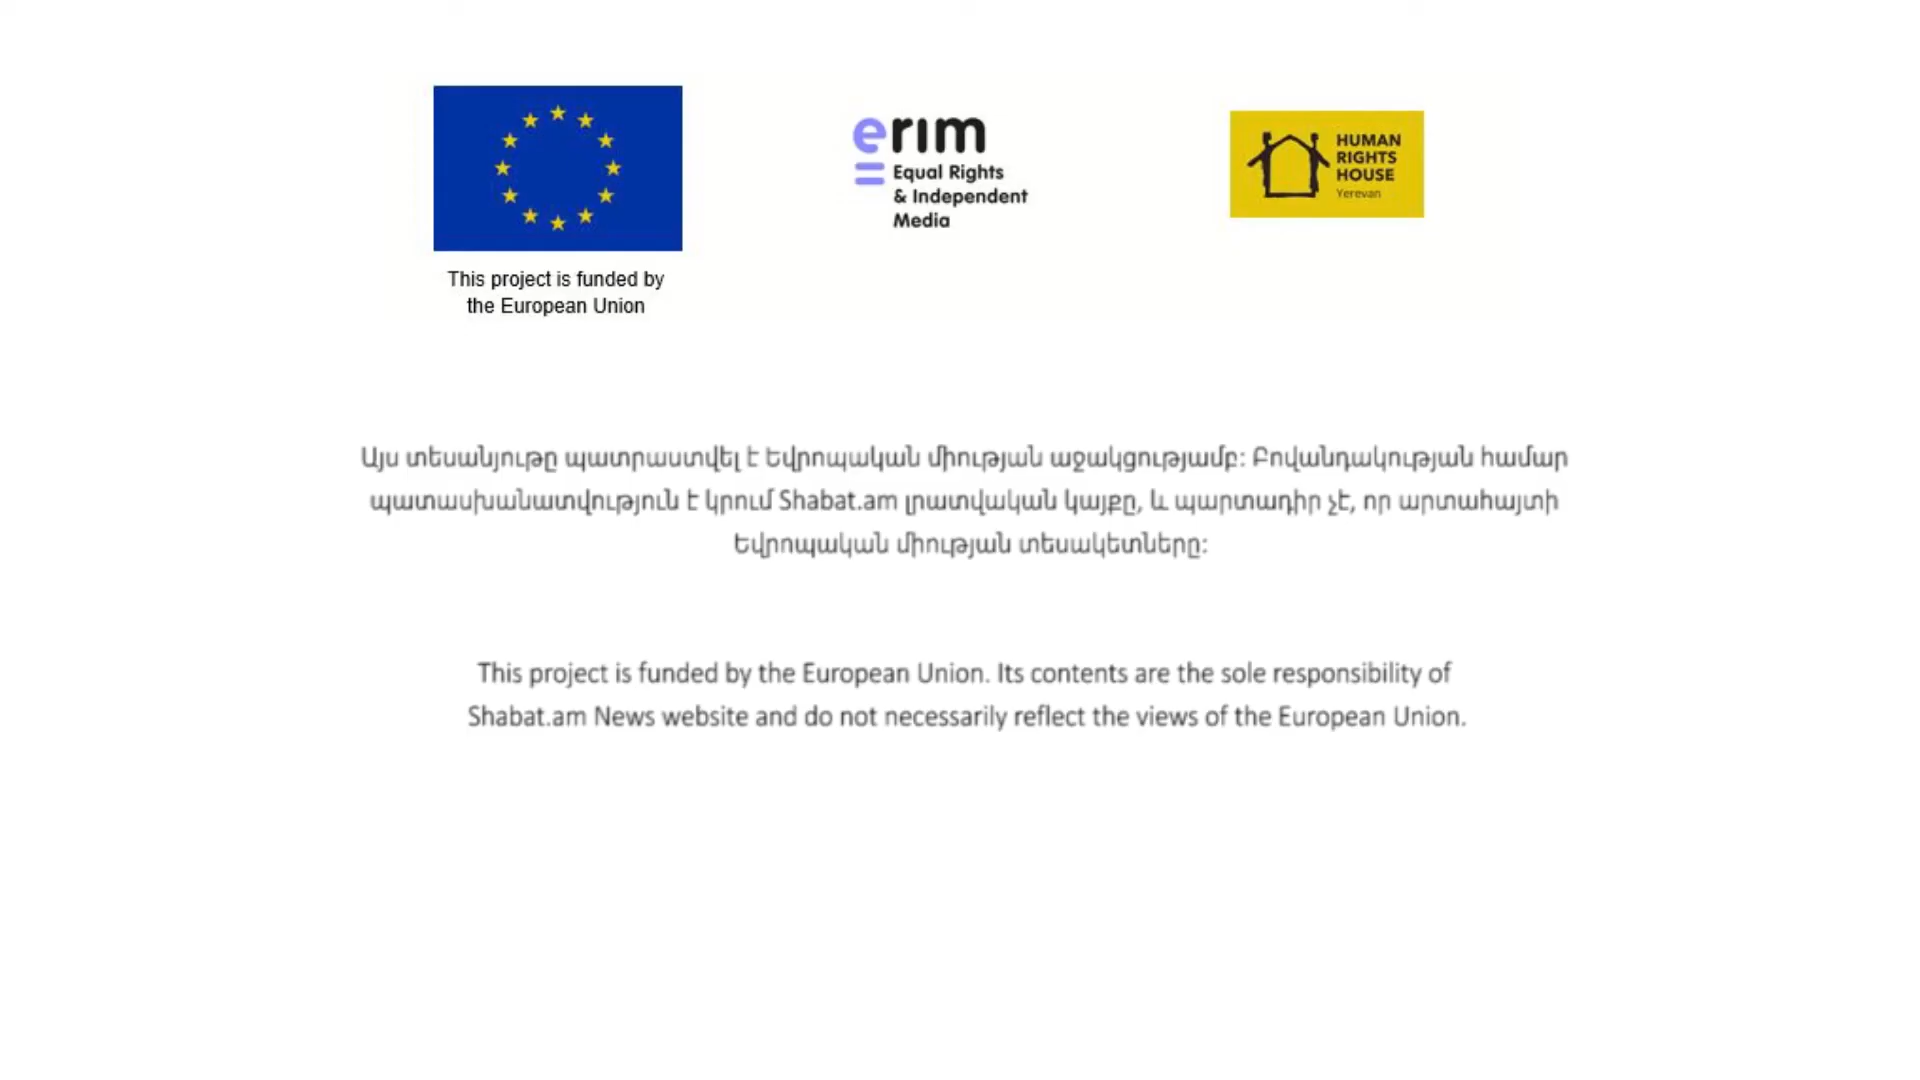 This project is funded by
the European Union
erim
Equal Rights
& Independent
Media
HUMAN
RIGHTS
HOUSE
Yerevan
Այս տեսանյութը պատրաստվել է Եվրոպական միության աջակցությամբ: Բովանդակության համար
պատասխանատվություն է կրում Shabat.am լրատվական կայքը, և պարտադիր չէ, որ արտահայտի
Եվրոպական միության տեսակետները:
This project is funded by the European Union. Its contents are the sole responsibility of
Shabat.am News website and do not necessarily reflect the views of the European Union.